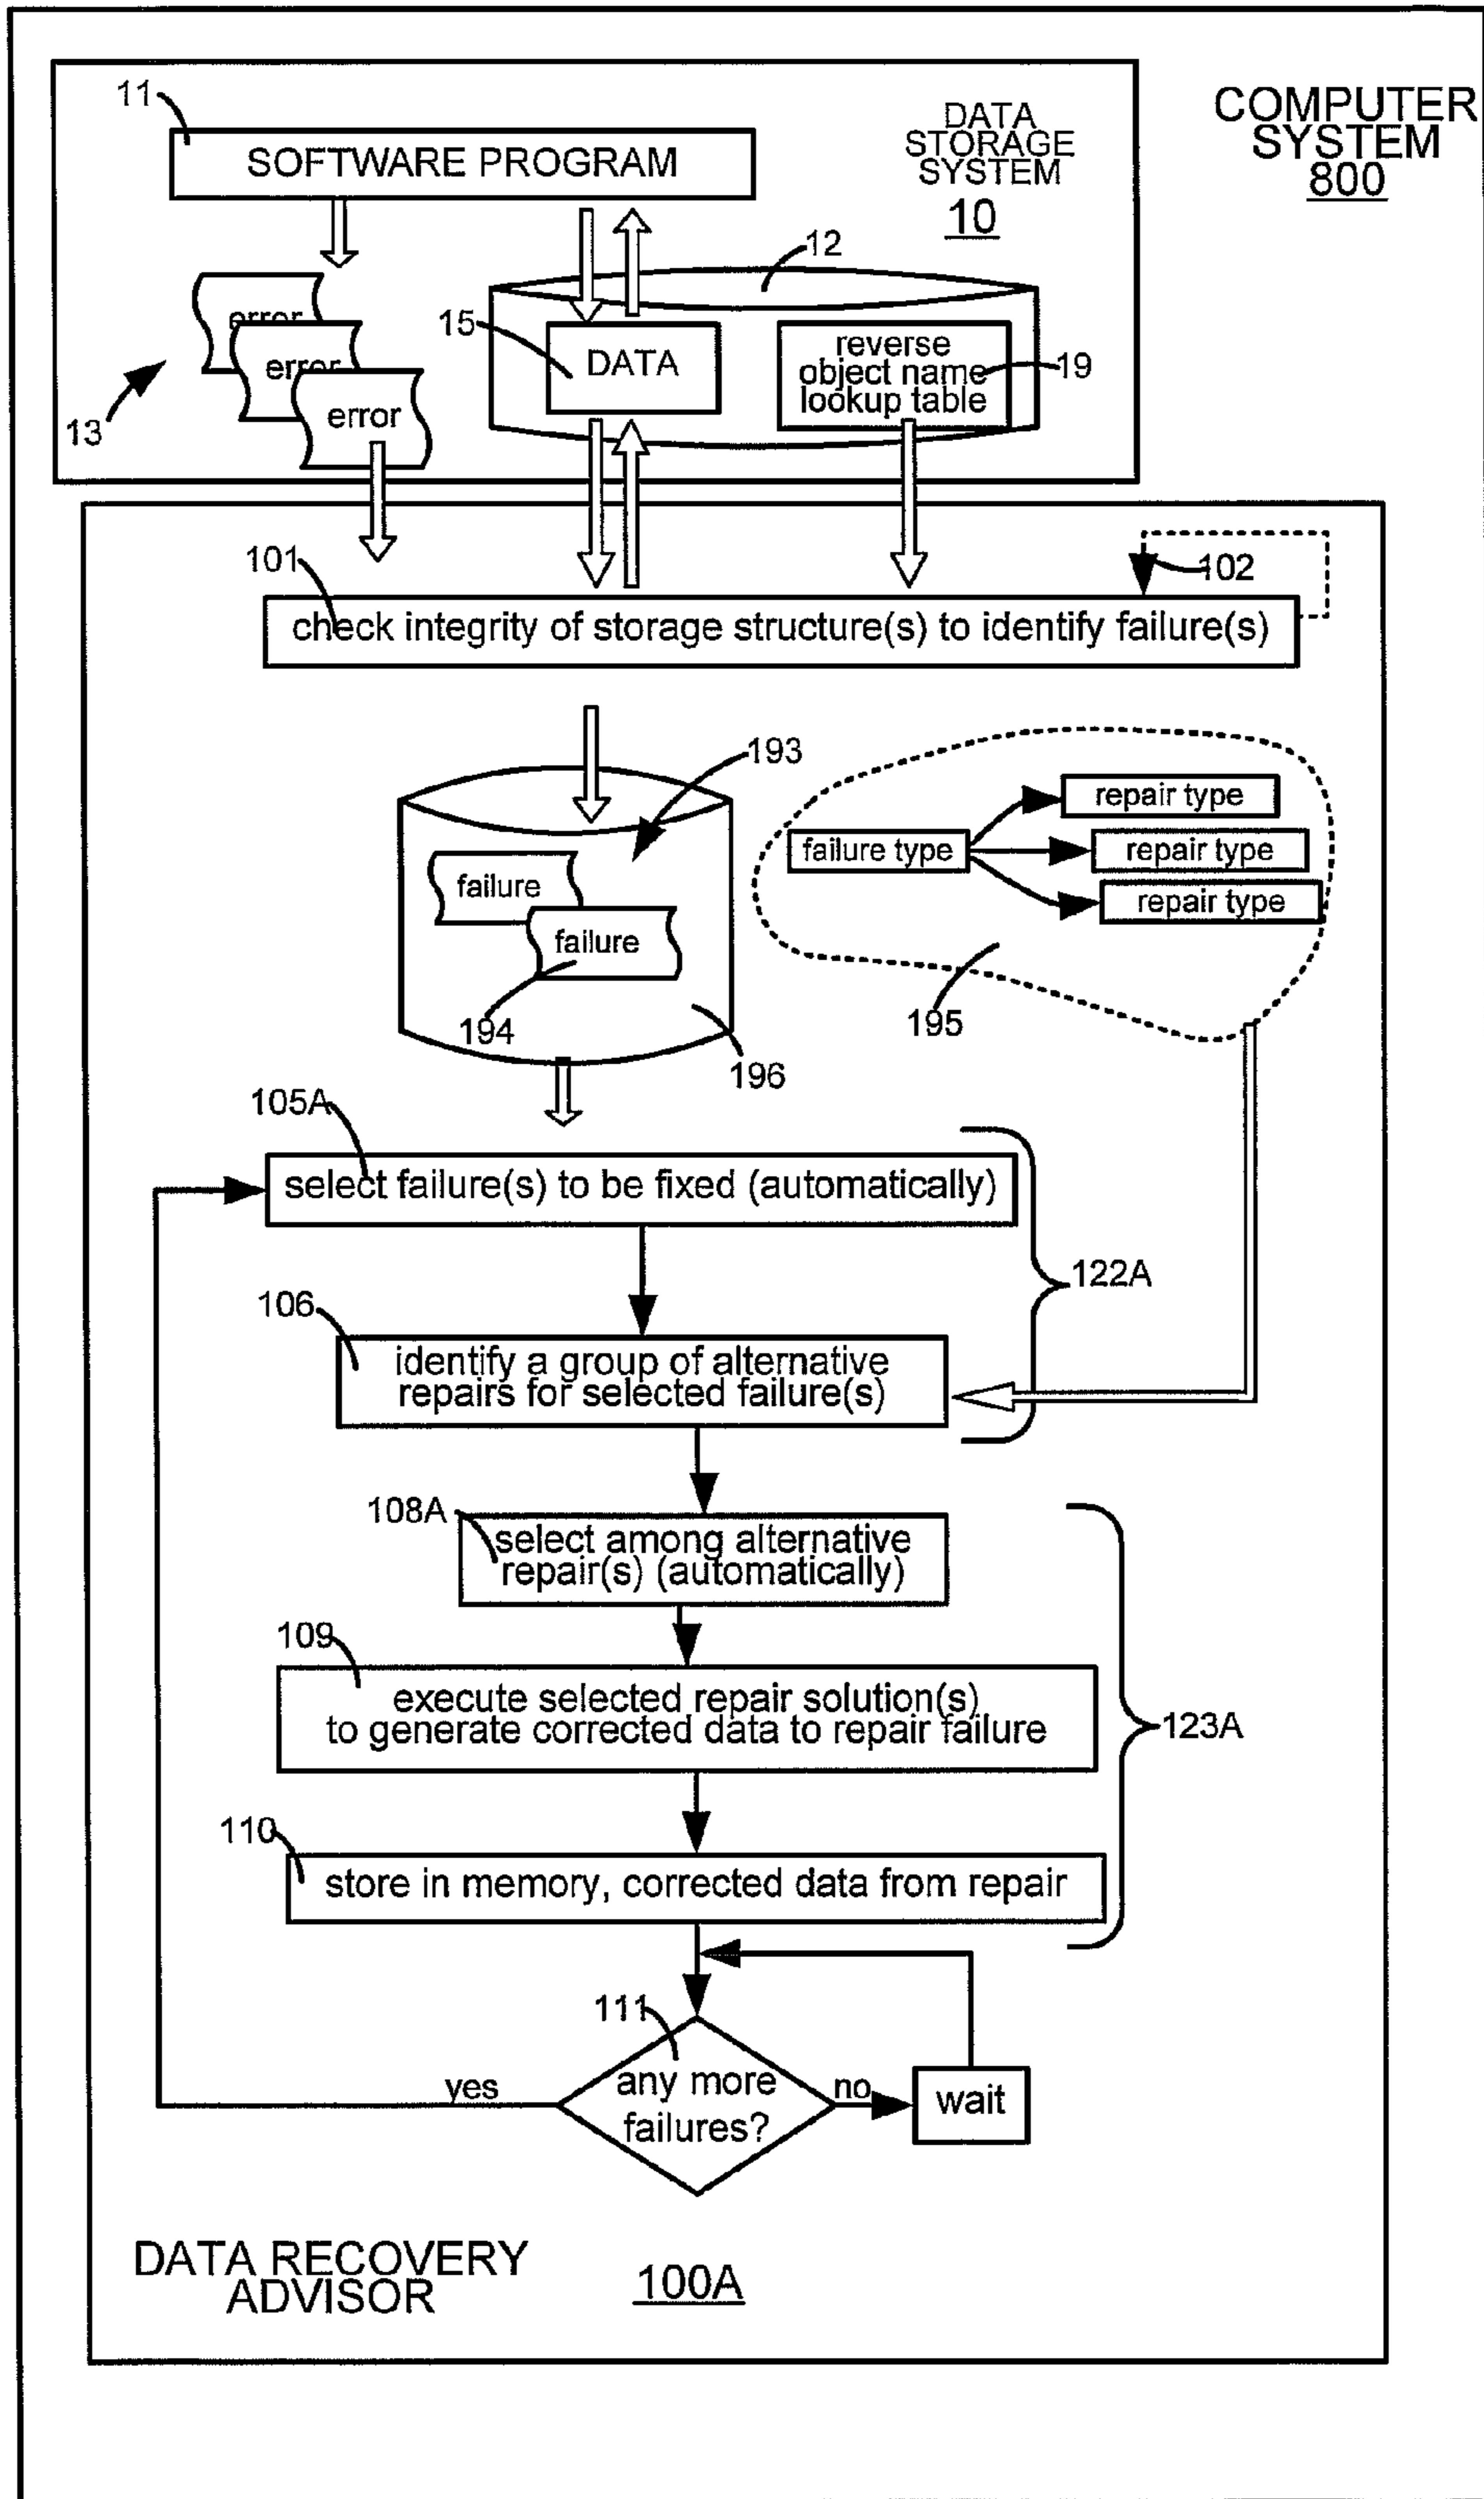 COMPUTER
SYSTEM
800
11
SOFTWARE PROGRAM
DATA
STORAGE
SYSTEM
10
12
error
error
error
13
15
DATA
reverse
object name
lookup table
19
101
102
check integrity of storage structure(s) to identify failure(s)
193
failure
failure
194
196
failure type
repair type
repair type
repair type
195
105A
select failure(s) to be fixed (automatically)
122A
106
identify a group of alternative
repairs for selected failure(s)
108A
select among alternative
repair(s) (automatically)
109
execute selected repair solution(s)
to generate corrected data to repair failure
123A
110
store in memory, corrected data from repair
111
any more
failures?
yes
no
wait
DATA RECOVERY
ADVISOR
100A